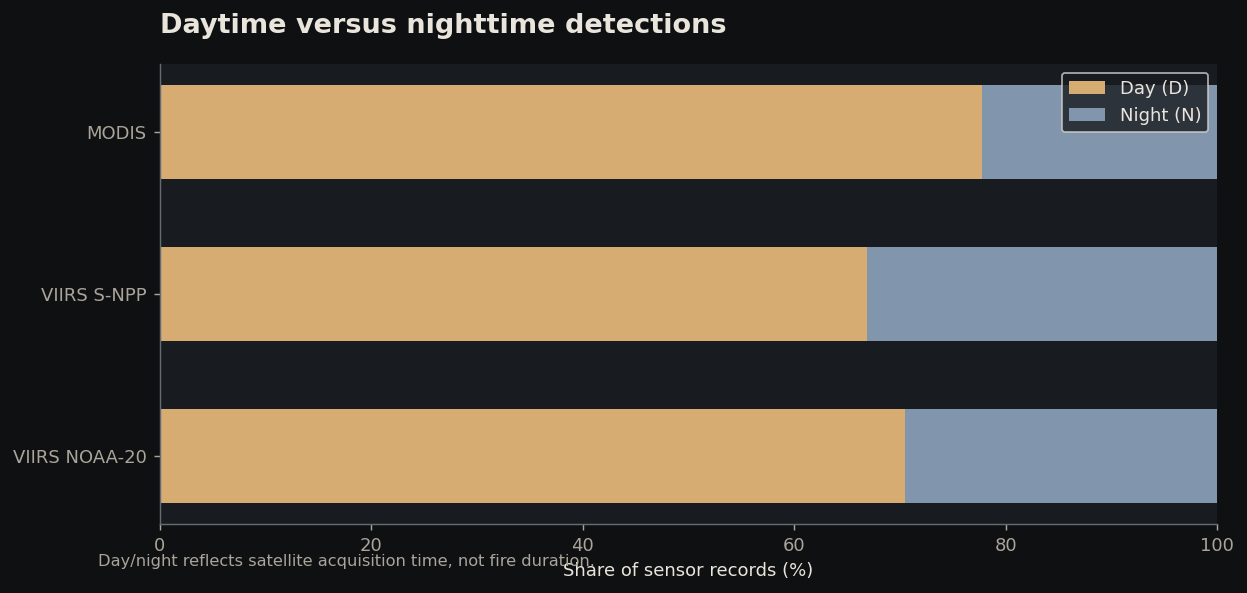 Daytime versus nighttime detections
Day (D)
Night (N)
MODIS
VIIRS S-NPP
VIIRS NOAA-20
0 20 40 60 80 100
Day/night reflects satellite acquisition time, not fire duration.
Share of sensor records (%)